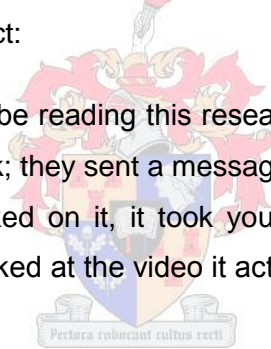 ct:
be reading this resea
k; they sent a messag
ked on it, it took you
ked at the video it act
Pectora roborant cultus recti